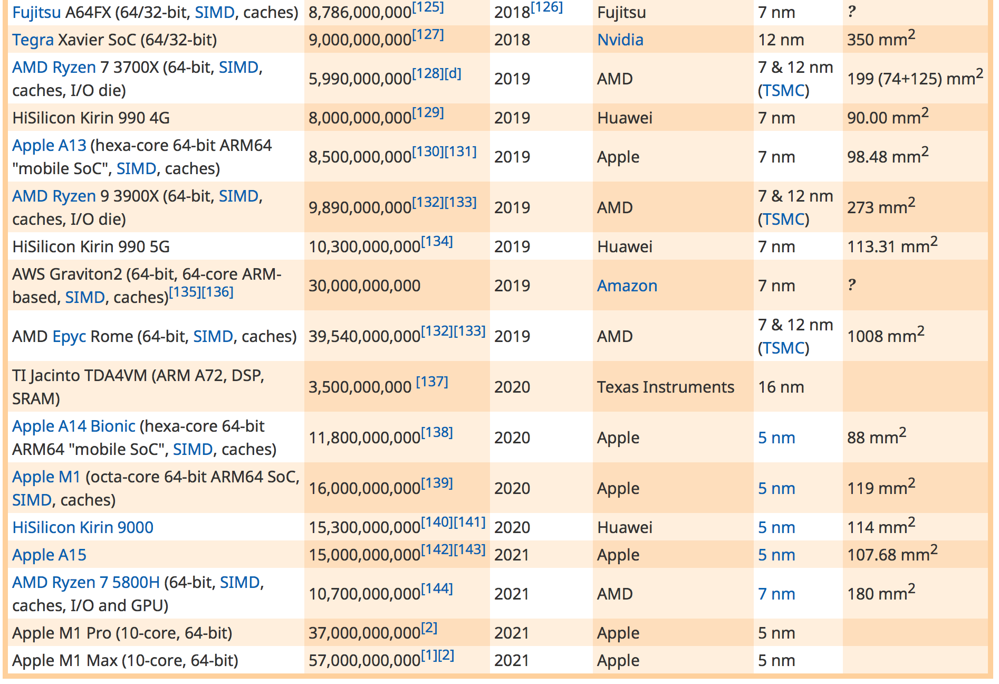 Fujitsu A64FX (64/32-bit, SIMD, caches) 8,786,000,000[125] 2018[126] Fujitsu 7 nm ?
Tegra Xavier SoC (64/32-bit) 9,000,000,000[127] 2018 Nvidia 12 nm 350 mm2
AMD Ryzen 7 3700X (64-bit, SIMD,
caches, I/O die) 5,990,000,000[128][d] 2019 AMD 7 & 12 nm
(TSMC) 199 (74+125) mm2
HiSilicon Kirin 990 4G 8,000,000,000[129] 2019 Huawei 7 nm 90.00 mm2
Apple A13 (hexa-core 64-bit ARM64
"mobile SoC", SIMD, caches) 8,500,000,000[130][131] 2019 Apple 7 nm 98.48 mm2
AMD Ryzen 9 3900X (64-bit, SIMD,
caches, I/O die) 9,890,000,000[132][133] 2019 AMD 7 & 12 nm
(TSMC) 273 mm2
HiSilicon Kirin 990 5G 10,300,000,000[134] 2019 Huawei 7 nm 113.31 mm2
AWS Graviton2 (64-bit, 64-core ARM-
based, SIMD, caches)[135][136] 30,000,000,000 2019 Amazon 7 nm ?
AMD Epyc Rome (64-bit, SIMD, caches) 39,540,000,000[132][133] 2019 AMD 7 & 12 nm
(TSMC) 1008 mm2
TI Jacinto TDA4VM (ARM A72, DSP,
SRAM) 3,500,000,000 [137] 2020 Texas Instruments 16 nm
Apple A14 Bionic (hexa-core 64-bit
ARM64 "mobile SoC", SIMD, caches) 11,800,000,000[138] 2020 Apple 5 nm 88 mm2
Apple M1 (octa-core 64-bit ARM64 SoC,
SIMD, caches) 16,000,000,000[139] 2020 Apple 5 nm 119 mm2
HiSilicon Kirin 9000 15,300,000,000[140][141] 2020 Huawei 5 nm 114 mm2
Apple A15 15,000,000,000[142][143] 2021 Apple 5 nm 107.68 mm2
AMD Ryzen 7 5800H (64-bit, SIMD,
caches, I/O and GPU) 10,700,000,000[144] 2021 AMD 7 nm 180 mm2
Apple M1 Pro (10-core, 64-bit) 37,000,000,000[2] 2021 Apple 5 nm
Apple M1 Max (10-core, 64-bit) 57,000,000,000[1][2] 2021 Apple 5 nm